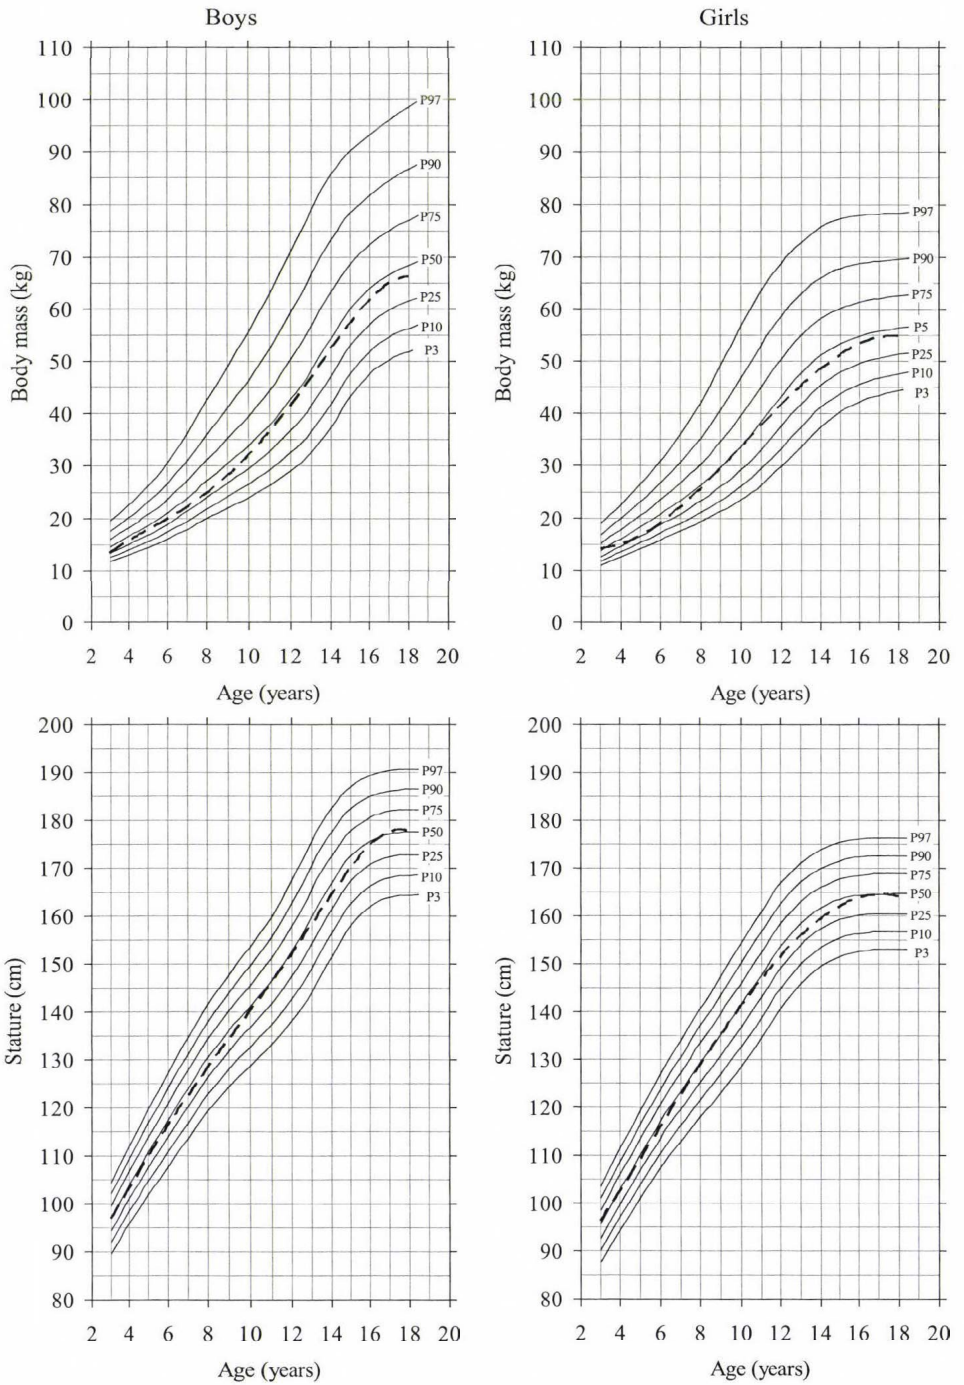 Boys
110
100
90
80
70
60
50
40
30
20
10
0
Body mass (kg)
P97
P90
P75
P50
P25
P10
P3
2 4 6 8 10 12 14 16 18 20
Age (years)
Girls
110
100
90
80
70
60
50
40
30
20
10
0
Body mass (kg)
P97
P90
P75
P5
P25
P10
P3
2 4 6 8 10 12 14 16 18 20
Age (years)
200
190
180
170
160
150
140
130
120
110
100
90
80
Stature (cm)
P97
P90
P75
P50
P25
P10
P3
2 4 6 8 10 12 14 16 18 20
Age (years)
200
190
180
170
160
150
140
130
120
110
100
90
80
Stature (cm)
P97
P90
P75
P50
P25
P10
P3
2 4 6 8 10 12 14 16 18 20
Age (years)